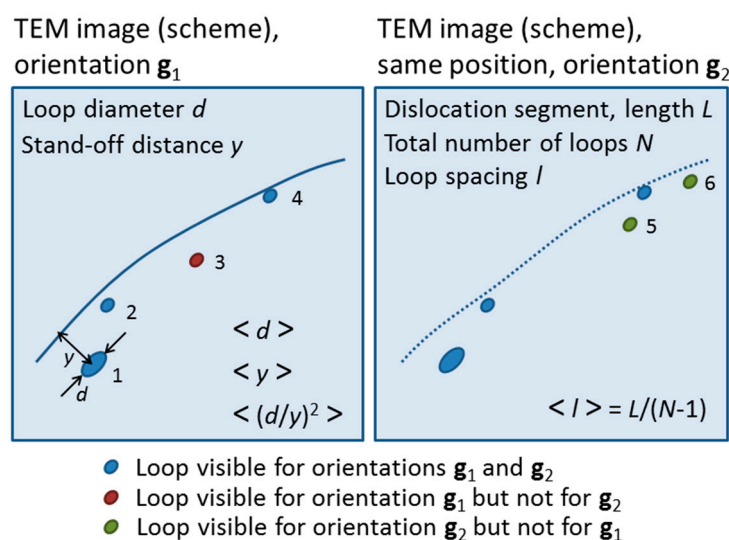 TEM image (scheme),
orientation g₁
Loop diameter d
Stand-off distance y
4
3
2
y
1
d
< d >
< y >
< (d/y)² >
TEM image (scheme),
same position, orientation g₂
Dislocation segment, length L
Total number of loops N
Loop spacing l
6
5
< l > = L/(N-1)
Loop visible for orientations g₁ and g₂
Loop visible for orientation g₁ but not for g₂
Loop visible for orientation g₂ but not for g₁